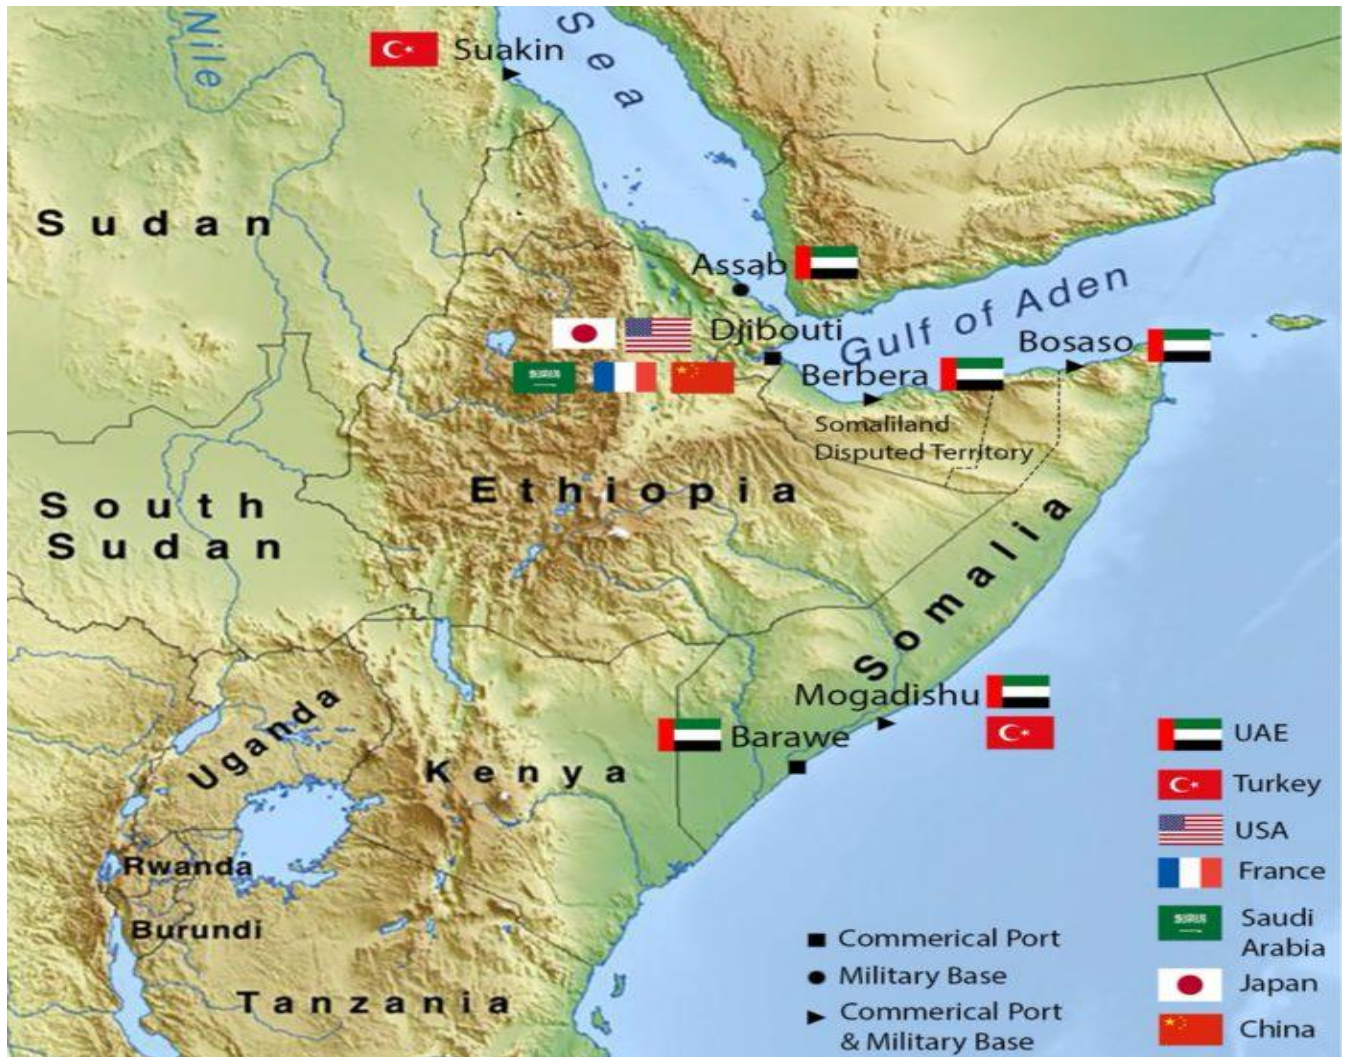 Nile
Sea
Suakin
Sudan
Assab
Gulf of Aden
Djibouti
Bosaso
Berbera
Somaliland
Disputed Territory
Ethiopia
South
Sudan
Somalia
Mogadishu
Barawe
Uganda
Kenya
Rwanda
Burundi
Tanzania
UAE
Turkey
USA
France
Saudi
Arabia
Japan
China
Commerical Port
Military Base
Commerical Port
& Military Base